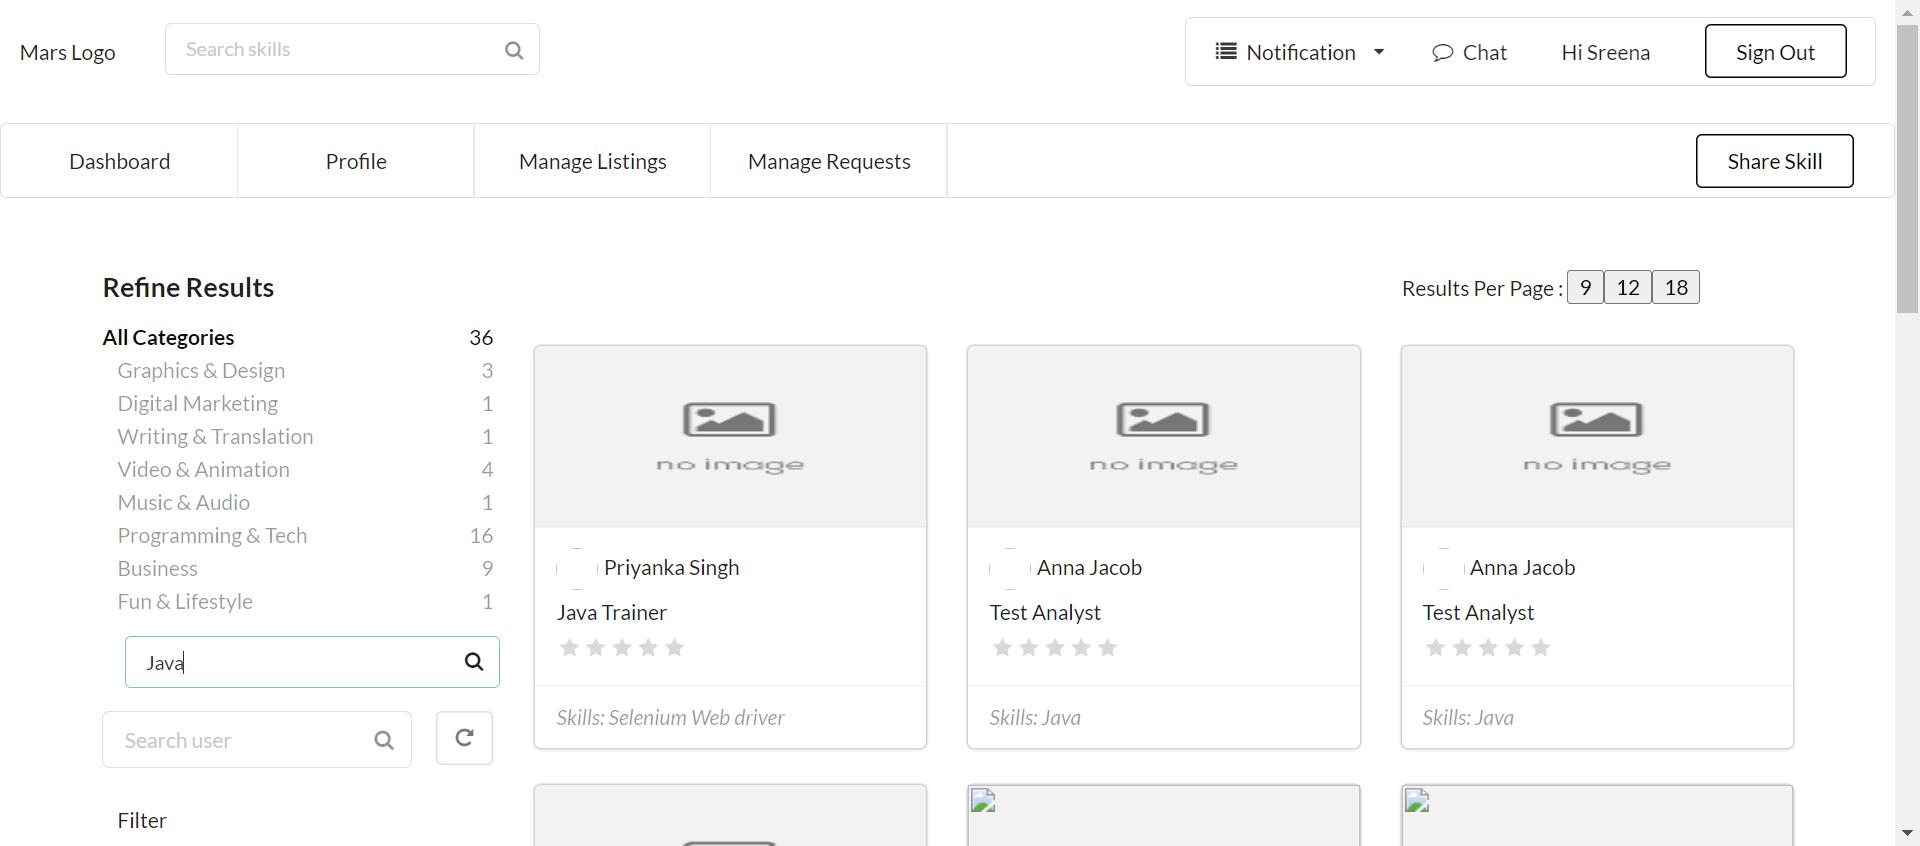 Mars Logo
Search skills
Notification
Chat
Hi Sreena
Sign Out
Dashboard
Profile
Manage Listings
Manage Requests
Share Skill
Refine Results
Results Per Page : 9 12 18
All Categories 36
Graphics & Design 3
Digital Marketing 1
Writing & Translation 1
Video & Animation 4
Music & Audio 1
Programming & Tech 16
Business 9
Fun & Lifestyle 1
Java
Search user
Filter
no image
Priyanka Singh
Java Trainer
Skills: Selenium Web driver
no image
Anna Jacob
Test Analyst
Skills: Java
no image
Anna Jacob
Test Analyst
Skills: Java